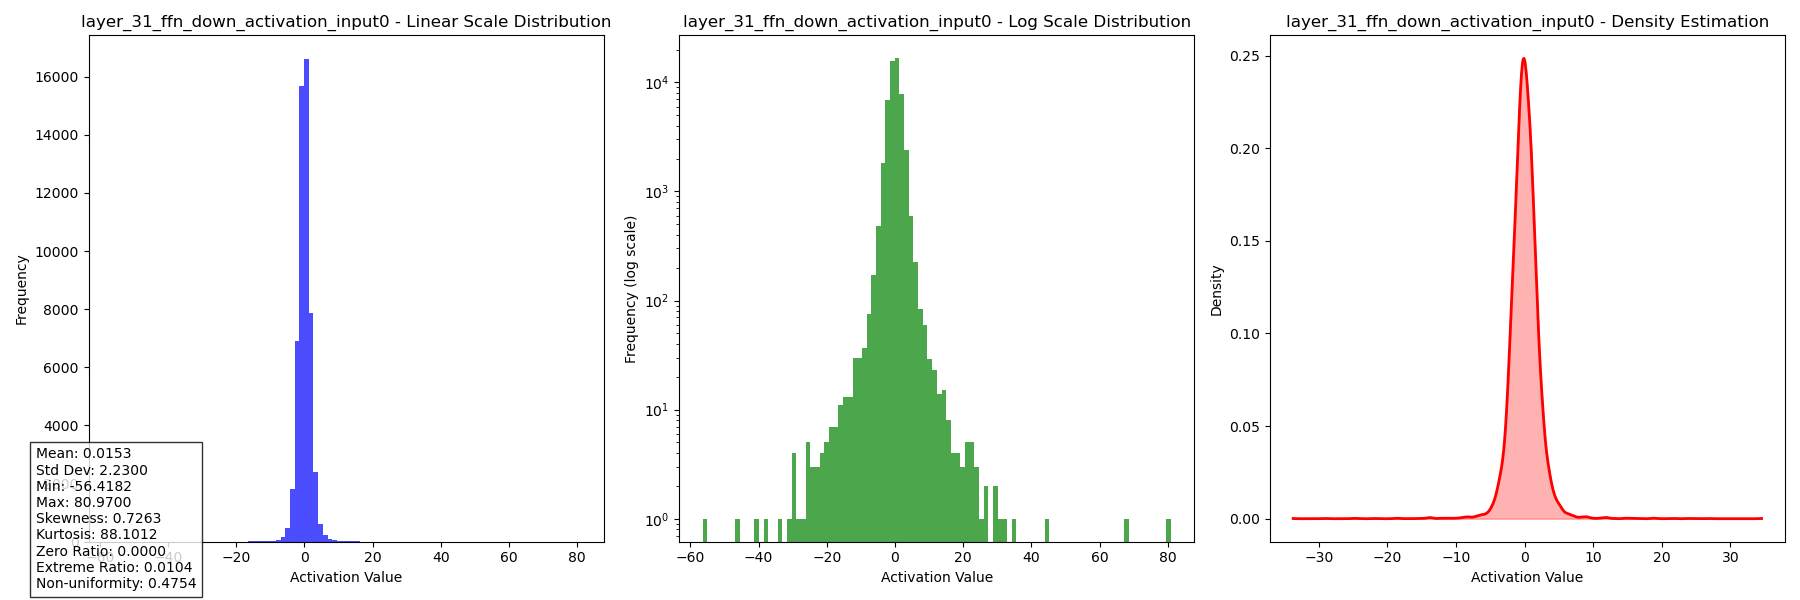 layer_31_ffn_down_activation_input0 - Linear Scale Distribution
16000
14000
12000
10000
8000
6000
4000
2000
0
Frequency
−60
−40
−20
0
20
40
60
80
Activation Value
Mean: 0.0153
Std Dev: 2.2300
Min: -56.4182
Max: 80.9700
Skewness: 0.7263
Kurtosis: 88.1012
Zero Ratio: 0.0000
Extreme Ratio: 0.0104
Non-uniformity: 0.4754
layer_31_ffn_down_activation_input0 - Log Scale Distribution
10⁴
10³
10²
10¹
10⁰
Frequency (log scale)
−60
−40
−20
0
20
40
60
80
Activation Value
layer_31_ffn_down_activation_input0 - Density Estimation
0.25
0.20
0.15
0.10
0.05
0.00
Density
−30
−20
−10
0
10
20
30
Activation Value